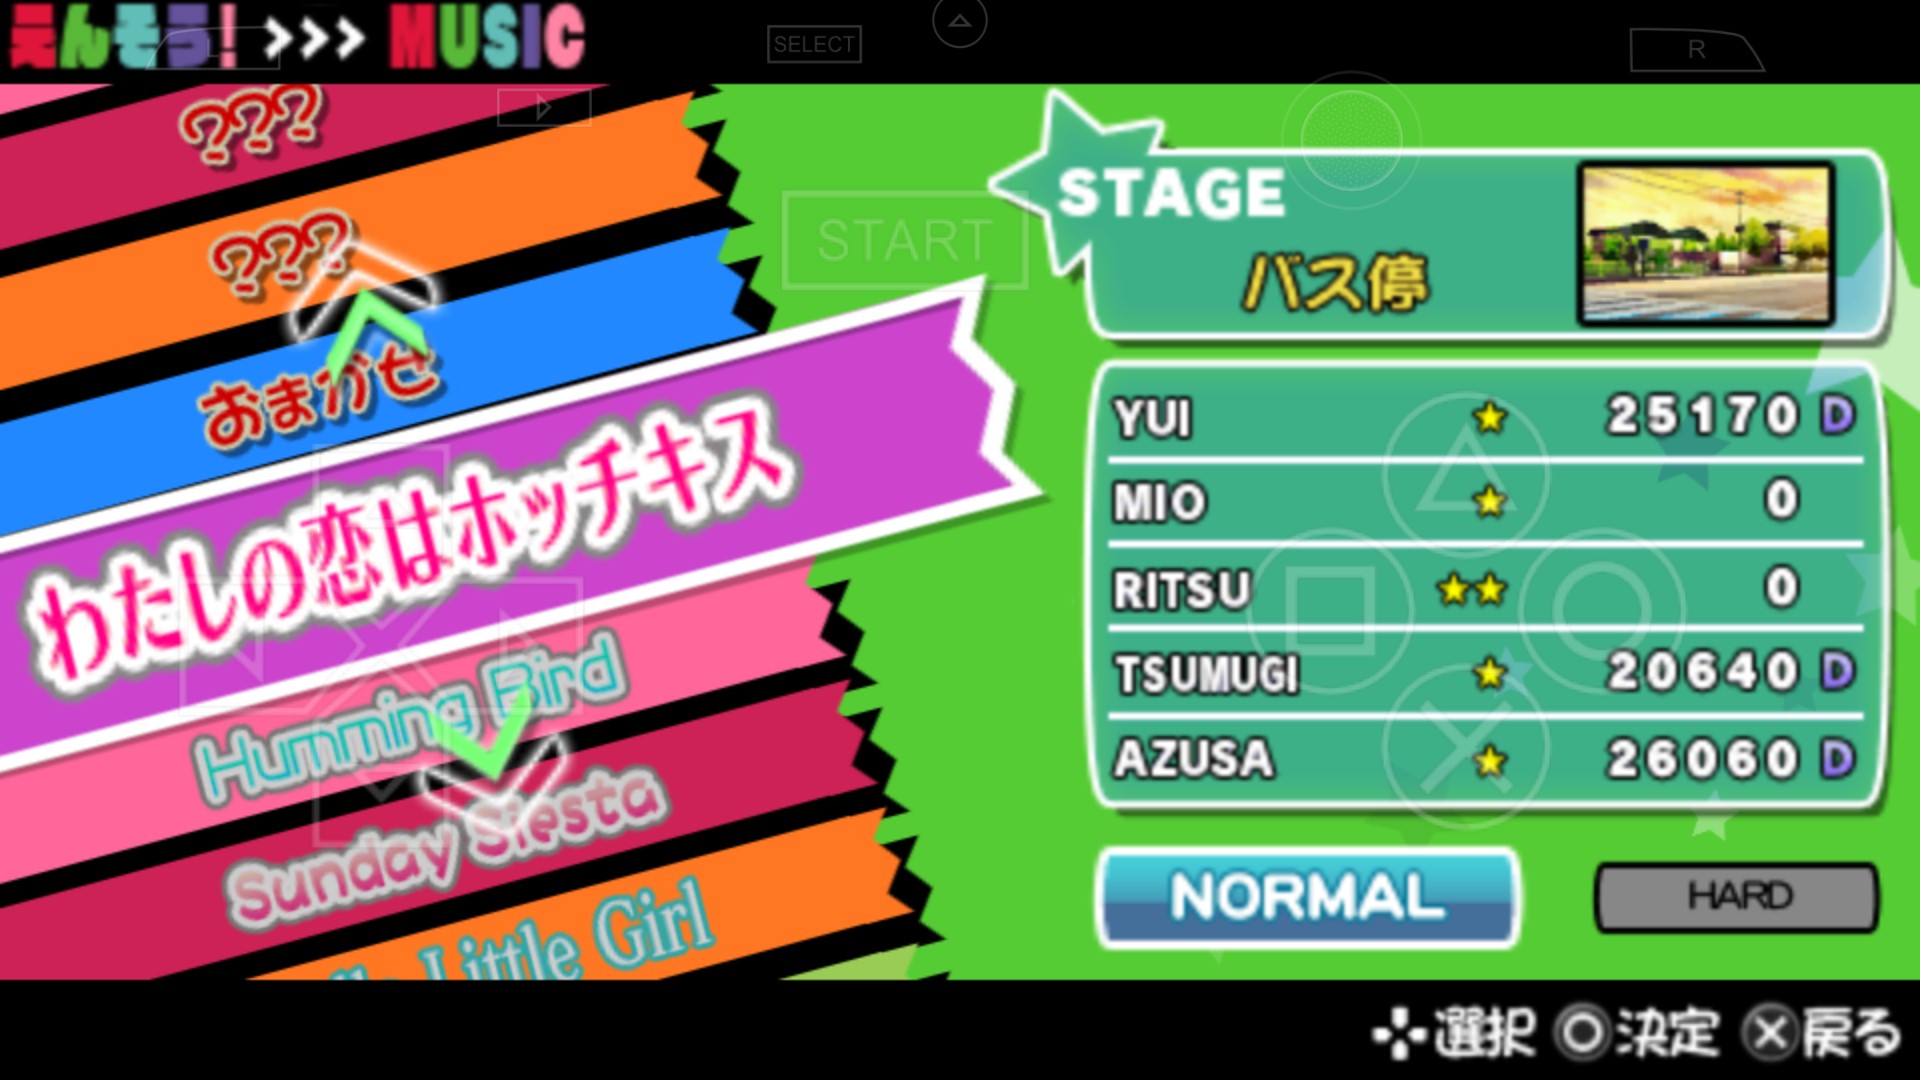 えんそう! >>> MUSIC
SELECT
R
???
???
おまかせ
わたしの恋はホッチキス
Humming Bird
Sunday Siesta
Little Girl
START
STAGE
バス停
YUI ★ 25170 D
MIO ★ 0
RITSU ★★ 0
TSUMUGI ★ 20640 D
AZUSA ★ 26060 D
NORMAL
HARD
選択 決定 戻る